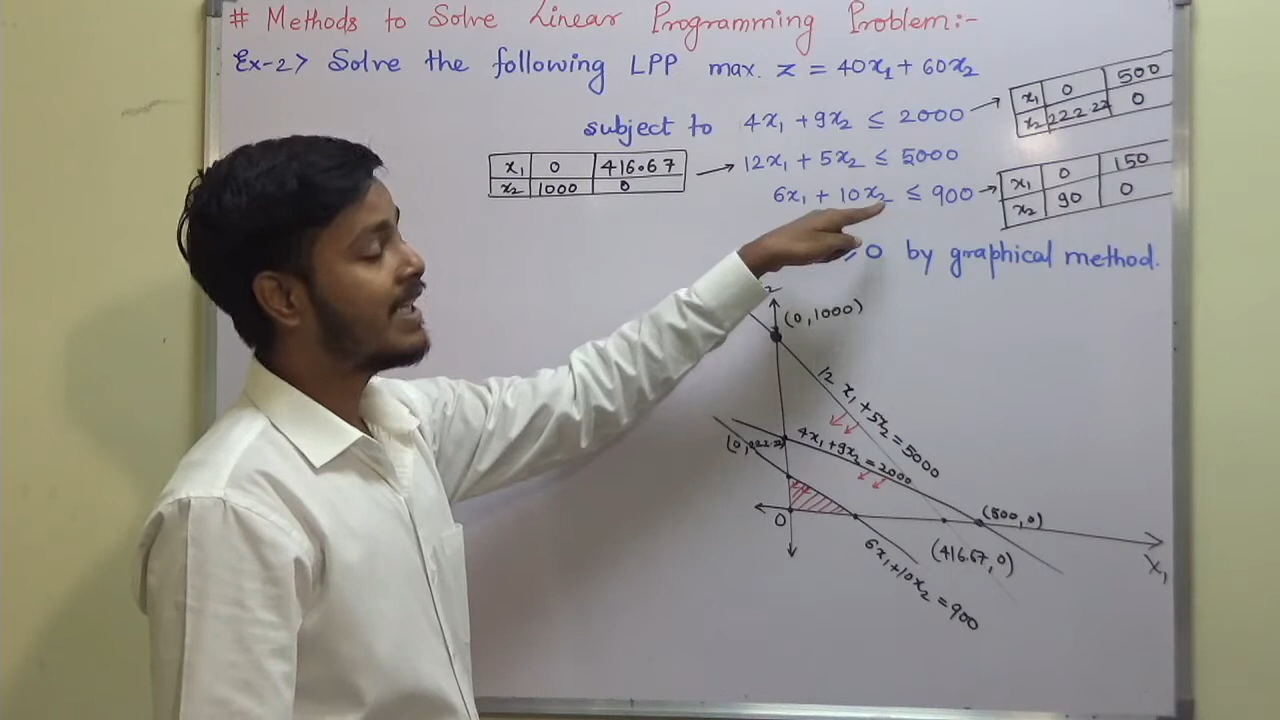 # Methods to Solve Linear Programming Problem:-
Ex-2> Solve the following LPP max. z = 40x₁ + 60x₂
subject to 4x₁ + 9x₂ ≤ 2000
x₁ 0 500
x₂ 222.22 0
12x₁ + 5x₂ ≤ 5000
x₁ 0 416.67
x₂ 1000 0
6x₁ + 10x₂ ≤ 900
x₁ 0 150
x₂ 90 0
≥ 0 by graphical method.
(0, 1000)
12x₁ + 5x₂ = 5000
4x₁ + 9x₂ = 2000
(0, 222.2)
0
(500, 0)
(416.67, 0)
6x₁ + 10x₂ = 900
X₁